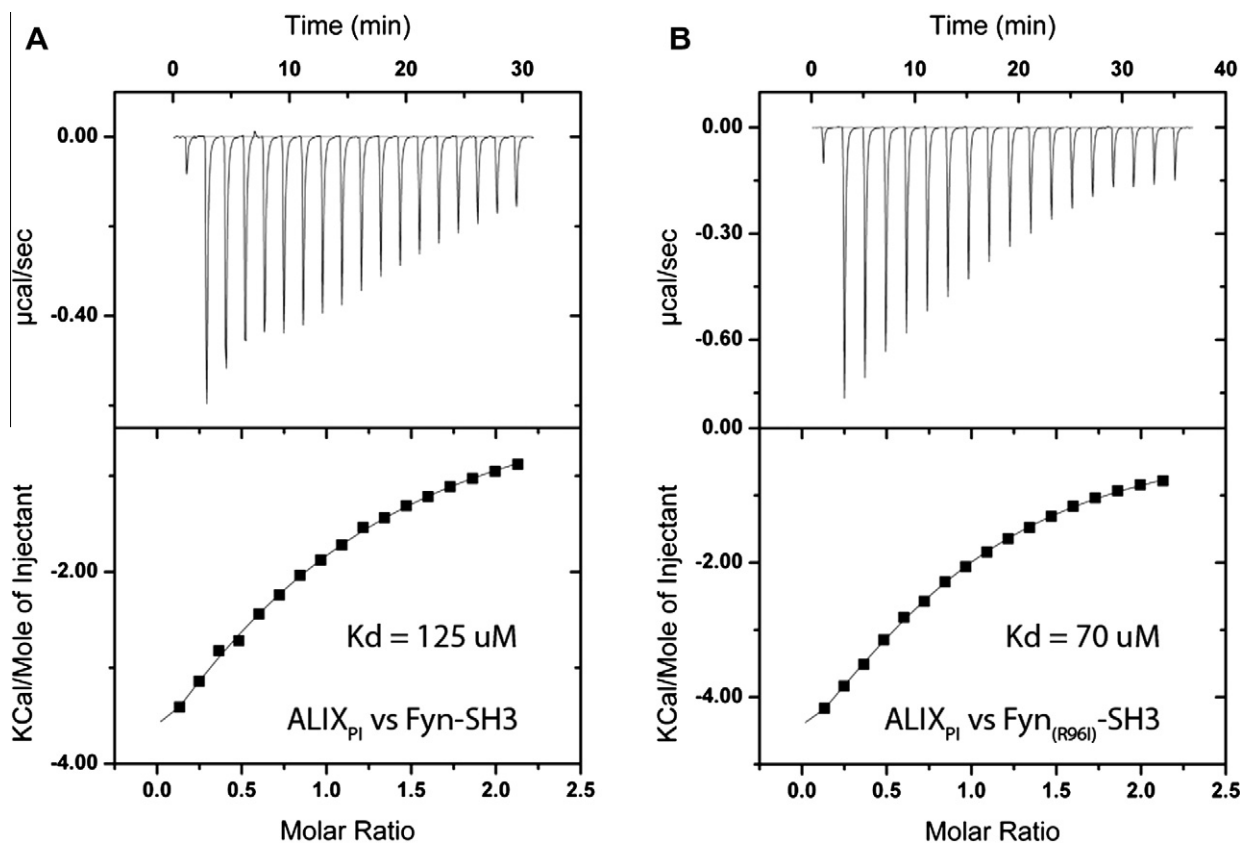 A
Time (min)
0 10 20 30
0.00
-0.40
µcal/sec
-2.00
-4.00
KCal/Mole of Injectant
Kd = 125 uM
ALIXPI vs Fyn-SH3
0.0 0.5 1.0 1.5 2.0 2.5
Molar Ratio
B
Time (min)
0 10 20 30 40
0.00
-0.30
-0.60
0.00
µcal/sec
-2.00
-4.00
KCal/Mole of Injectant
Kd = 70 uM
ALIXPI vs Fyn(R96I)-SH3
0.0 0.5 1.0 1.5 2.0 2.5
Molar Ratio